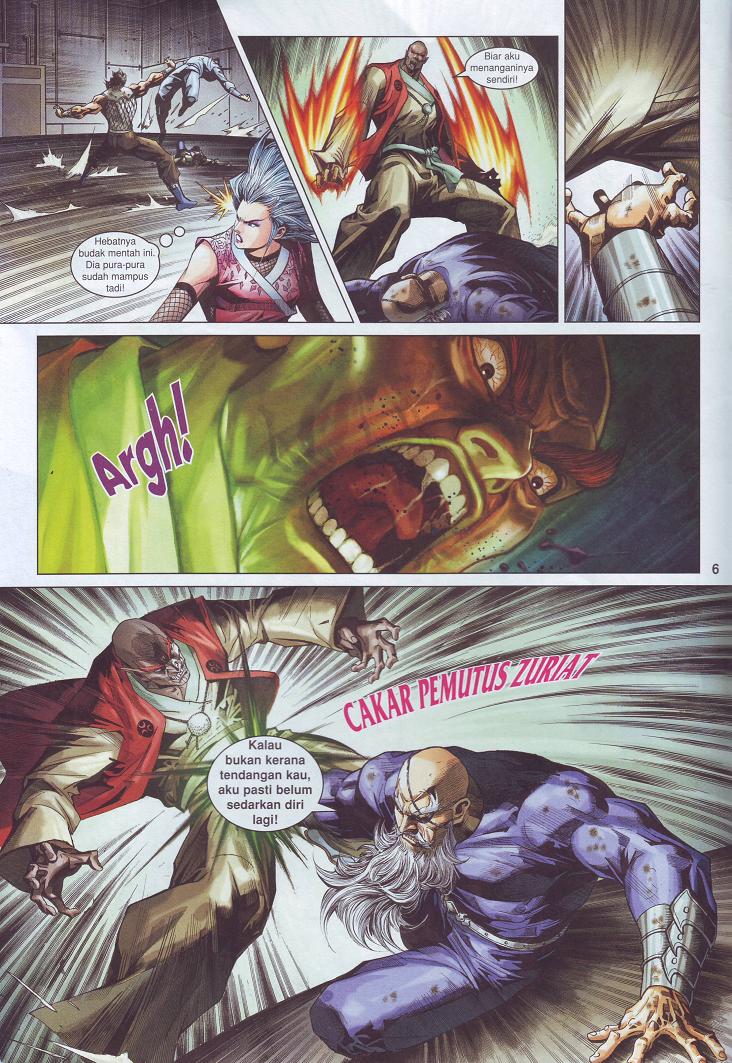 Hebatnya
budak mentah ini.
Dia pura-pura
sudah mampus
tadi!
Biar aku
menanganinya
sendiri!
Argh!
6
CAKAR PEMUTUS ZURIAT
Kalau
bukan kerana
tendangan kau,
aku pasti belum
sedarkan diri
lagi!